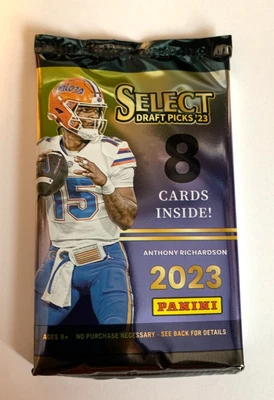 SELECT
DRAFT PICKS '23
8
CARDS
INSIDE!
15
ANTHONY RICHARDSON
2023
PANINI
AGES 9+ NO PURCHASE NECESSARY - SEE BACK FOR DETAILS